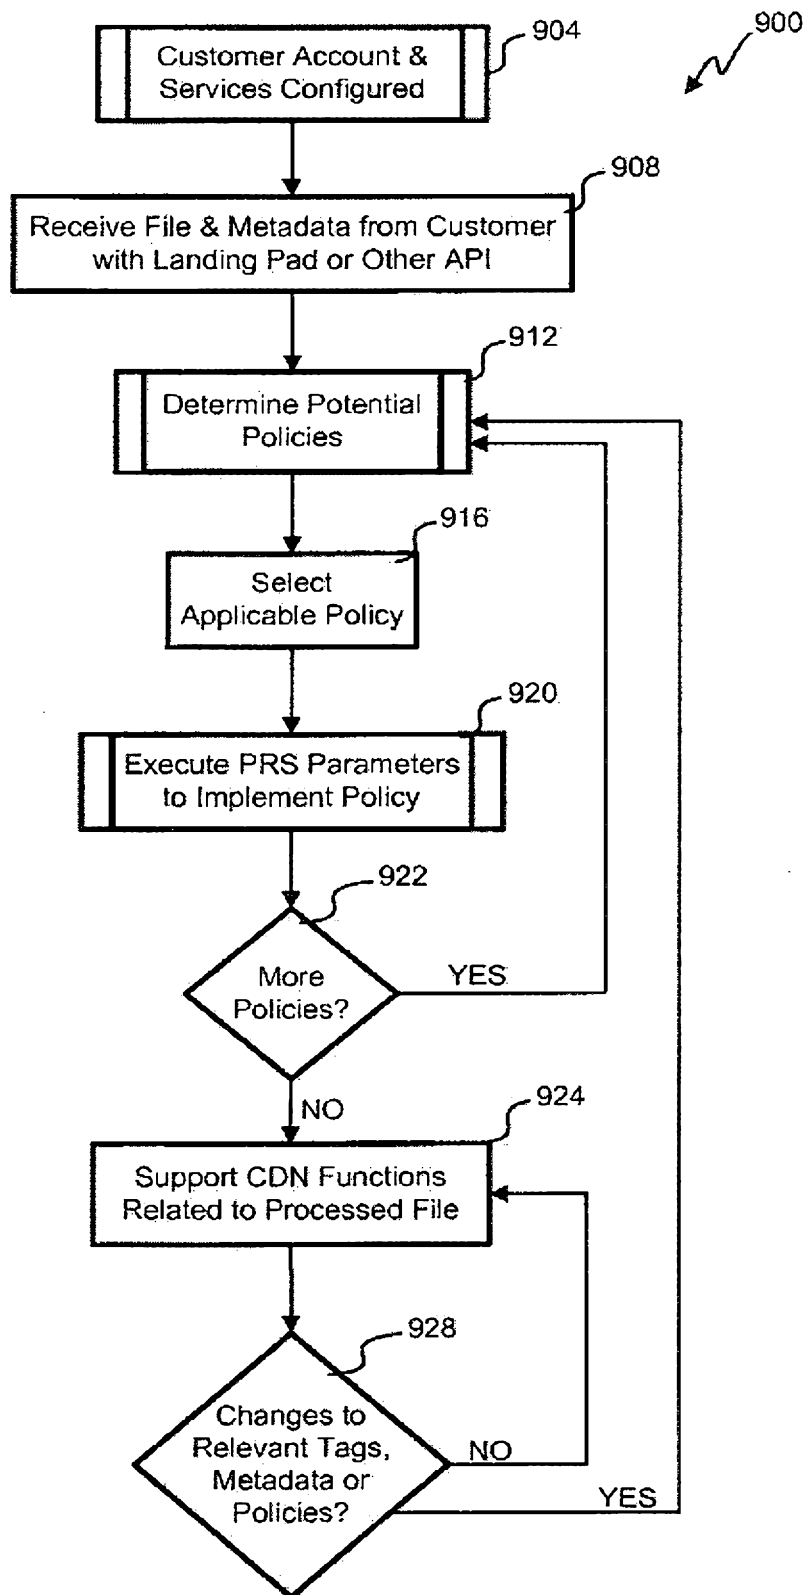 900
904
Customer Account &
Services Configured
908
Receive File & Metadata from Customer
with Landing Pad or Other API
912
Determine Potential
Policies
916
Select
Applicable Policy
920
Execute PRS Parameters
to Implement Policy
922
More
Policies?
YES
NO
924
Support CDN Functions
Related to Processed File
928
Changes to
Relevant Tags,
Metadata or
Policies?
NO
YES